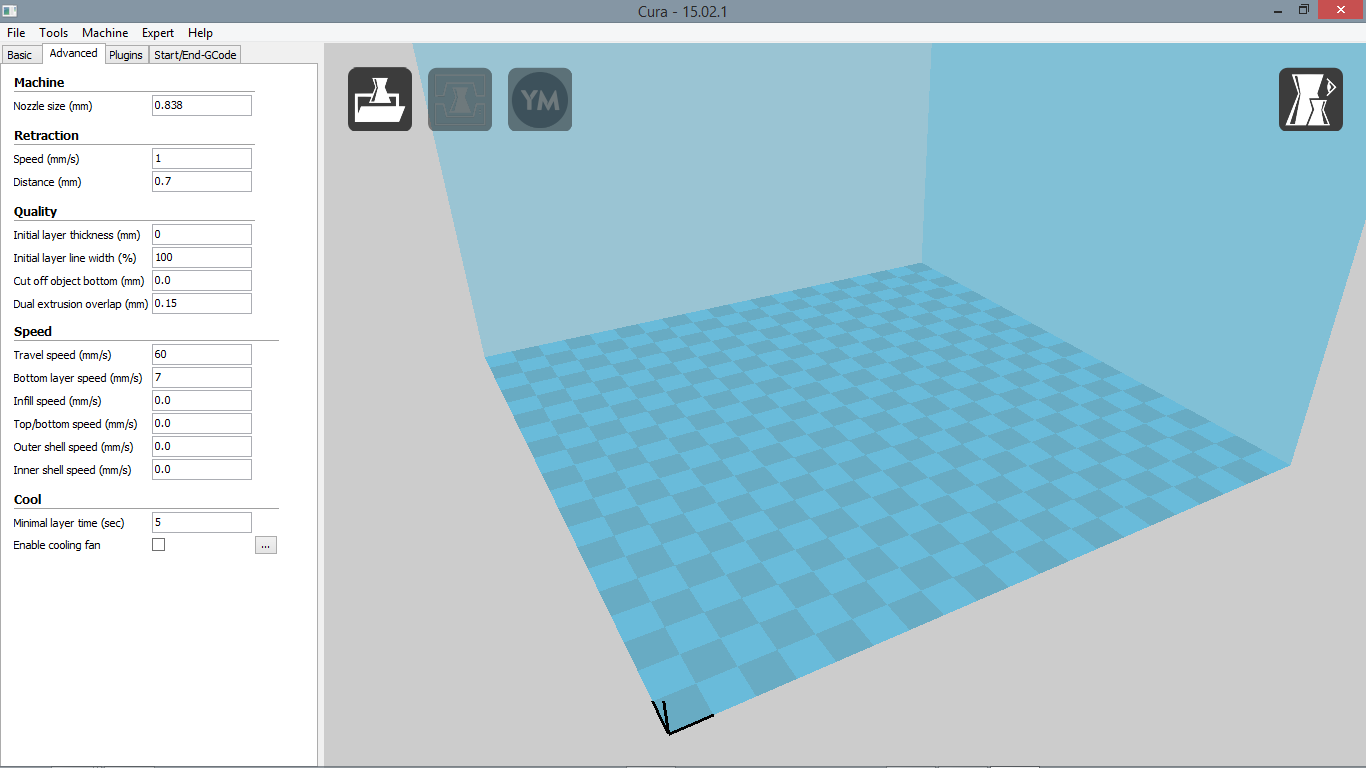 Cura - 15.02.1
File Tools Machine Expert Help
Basic Advanced Plugins Start/End-GCode
Machine
Nozzle size (mm) 0.838
Retraction
Speed (mm/s) 1
Distance (mm) 0.7
Quality
Initial layer thickness (mm) 0
Initial layer line width (%) 100
Cut off object bottom (mm) 0.0
Dual extrusion overlap (mm) 0.15
Speed
Travel speed (mm/s) 60
Bottom layer speed (mm/s) 7
Infill speed (mm/s) 0.0
Top/bottom speed (mm/s) 0.0
Outer shell speed (mm/s) 0.0
Inner shell speed (mm/s) 0.0
Cool
Minimal layer time (sec) 5
Enable cooling fan ...
YM